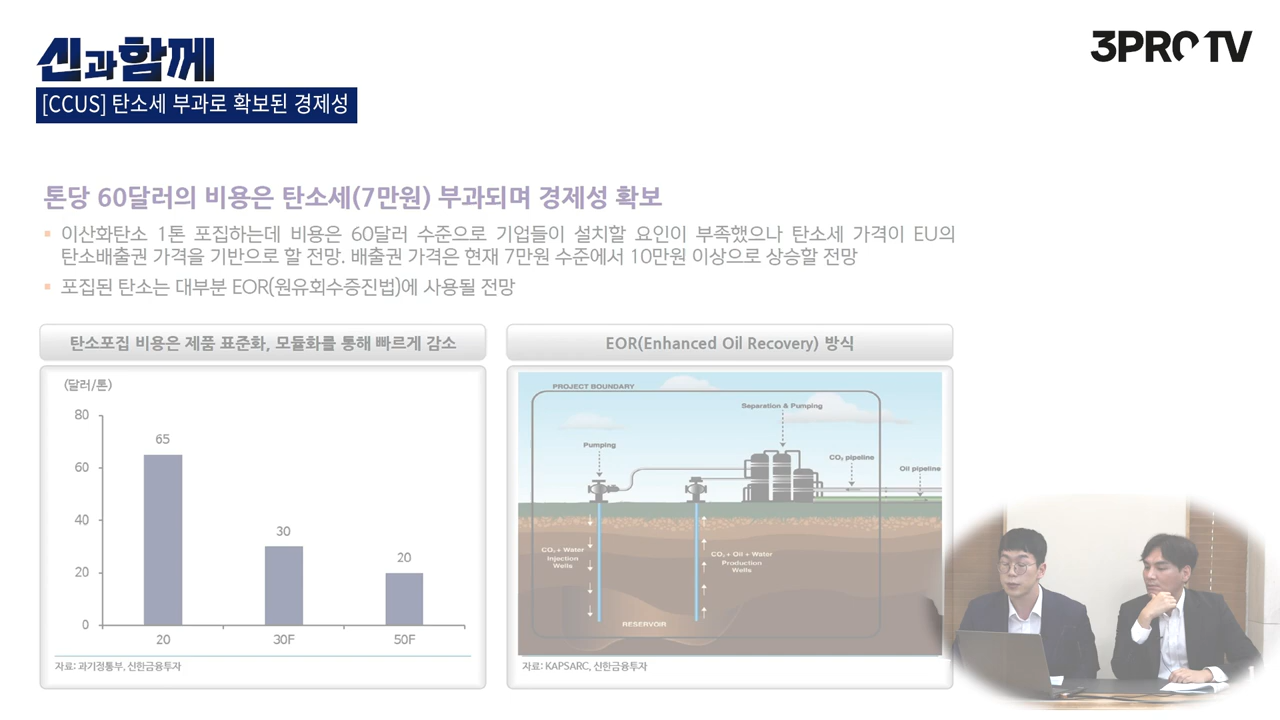 신과함께
3PRO TV
[CCUS] 탄소세 부과로 확보된 경제성
톤당 60달러의 비용은 탄소세(7만원) 부과되며 경제성 확보
▪ 이산화탄소 1톤 포집하는데 비용은 60달러 수준으로 기업들이 설치할 요인이 부족했으나 탄소세 가격이 EU의
탄소배출권 가격을 기반으로 할 전망. 배출권 가격은 현재 7만원 수준에서 10만원 이상으로 상승할 전망
▪ 포집된 탄소는 대부분 EOR(원유회수증진법)에 사용될 전망
탄소포집 비용은 제품 표준화, 모듈화를 통해 빠르게 감소
(달러/톤)
80
60
40
20
0
65
30
20
20
30F
50F
자료: 과기정통부, 신한금융투자
EOR(Enhanced Oil Recovery) 방식
PROJECT BOUNDARY
Separation & Pumping
Pumping
CO₂ pipeline
Oil pipeline
CO₂ + Water
Injection
Wells
CO₂ + Oil + Water
Production
Wells
RESERVOIR
자료: KAPSARC, 신한금융투자